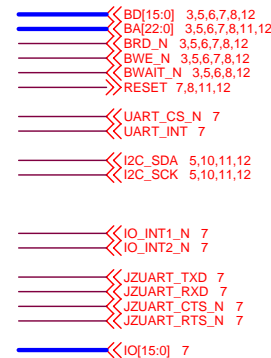 BD[15:0] 3,5,6,7,8,12
BA[22:0] 3,5,6,7,8,11,12
BRD_N 3,5,6,7,8,12
BWE_N 3,5,6,7,8,12
BWAIT_N 3,5,6,8,12
RESET 7,8,11,12
UART_CS_N 7
UART_INT 7
I2C_SDA 5,10,11,12
I2C_SCK 5,10,11,12
IO_INT1_N 7
IO_INT2_N 7
JZUART_TXD 7
JZUART_RXD 7
JZUART_CTS_N 7
JZUART_RTS_N 7
IO[15:0] 7